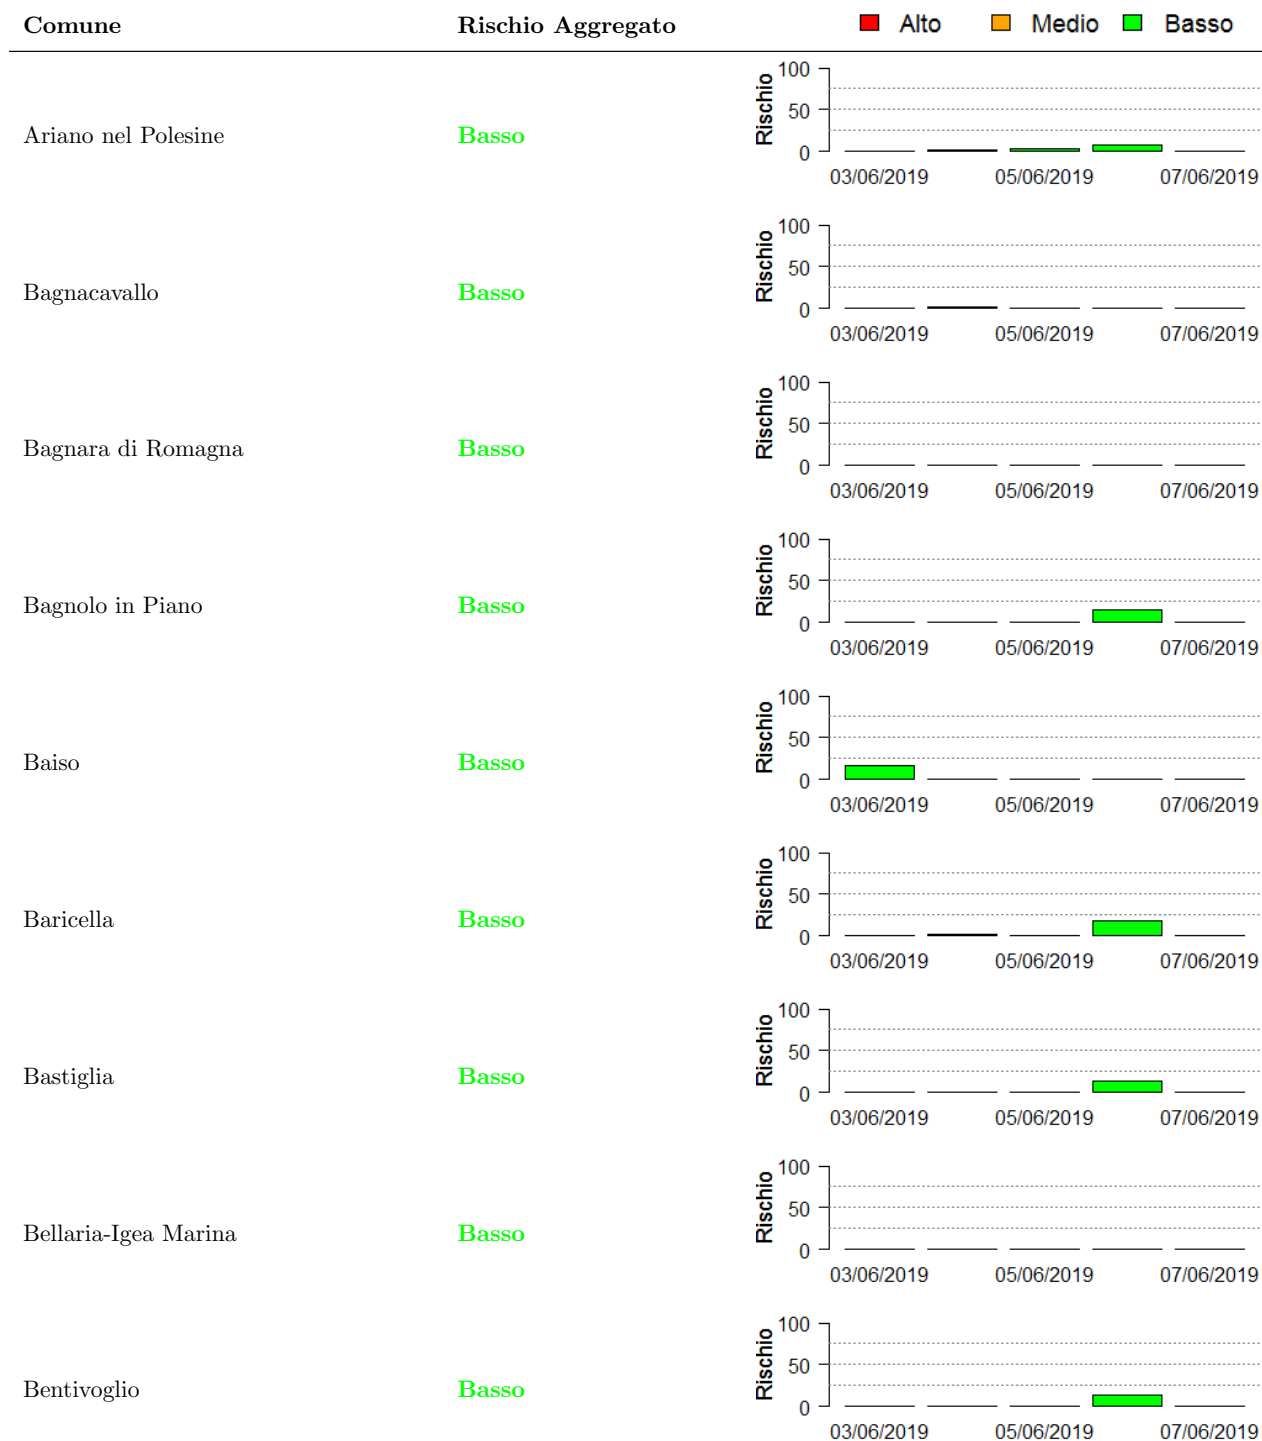 Comune Rischio Aggregato Alto Medio Basso
100
50
0
Rischio
Ariano nel Polesine Basso
03/06/2019 05/06/2019 07/06/2019
100
50
0
Rischio
Bagnacavallo Basso
03/06/2019 05/06/2019 07/06/2019
100
50
0
Rischio
Bagnara di Romagna Basso
03/06/2019 05/06/2019 07/06/2019
100
50
0
Rischio
Bagnolo in Piano Basso
03/06/2019 05/06/2019 07/06/2019
100
50
0
Rischio
Baiso Basso
03/06/2019 05/06/2019 07/06/2019
100
50
0
Rischio
Baricella Basso
03/06/2019 05/06/2019 07/06/2019
100
50
0
Rischio
Bastiglia Basso
03/06/2019 05/06/2019 07/06/2019
100
50
0
Rischio
Bellaria-Igea Marina Basso
03/06/2019 05/06/2019 07/06/2019
100
50
0
Rischio
Bentivoglio Basso
03/06/2019 05/06/2019 07/06/2019